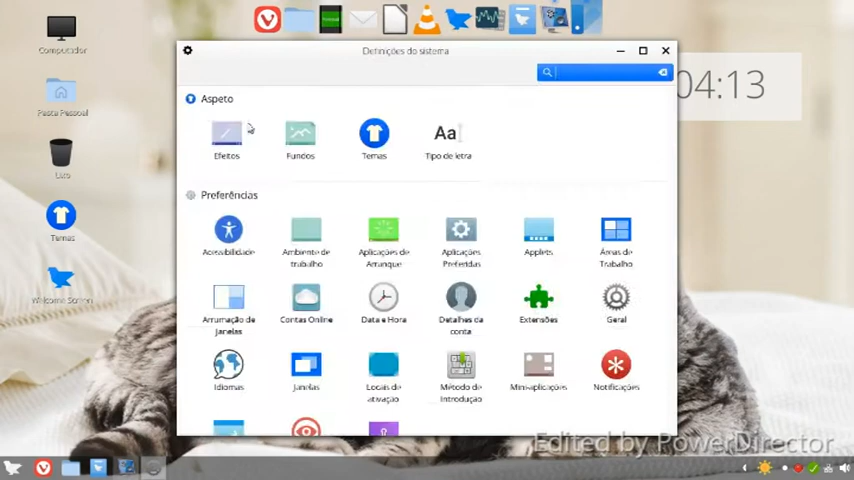 Definições do sistema
Computador
Pasta Pessoal
Lixo
Temas
Welcome Screen
04:13
Aspeto
Efeitos
Fundos
Temas
Aa
Tipo de letra
Preferências
Acessibilidade
Ambiente de
trabalho
Aplicações de
Arranque
Aplicações
Preferidas
Applets
Áreas de
Trabalho
Arrumação de
Janelas
Contas Online
Data e Hora
Detalhes da
conta
Extensões
Geral
Idiomas
Janelas
Locais de
ativação
Método de
Introdução
Mini-aplicações
Notificações
Edited by PowerDirector